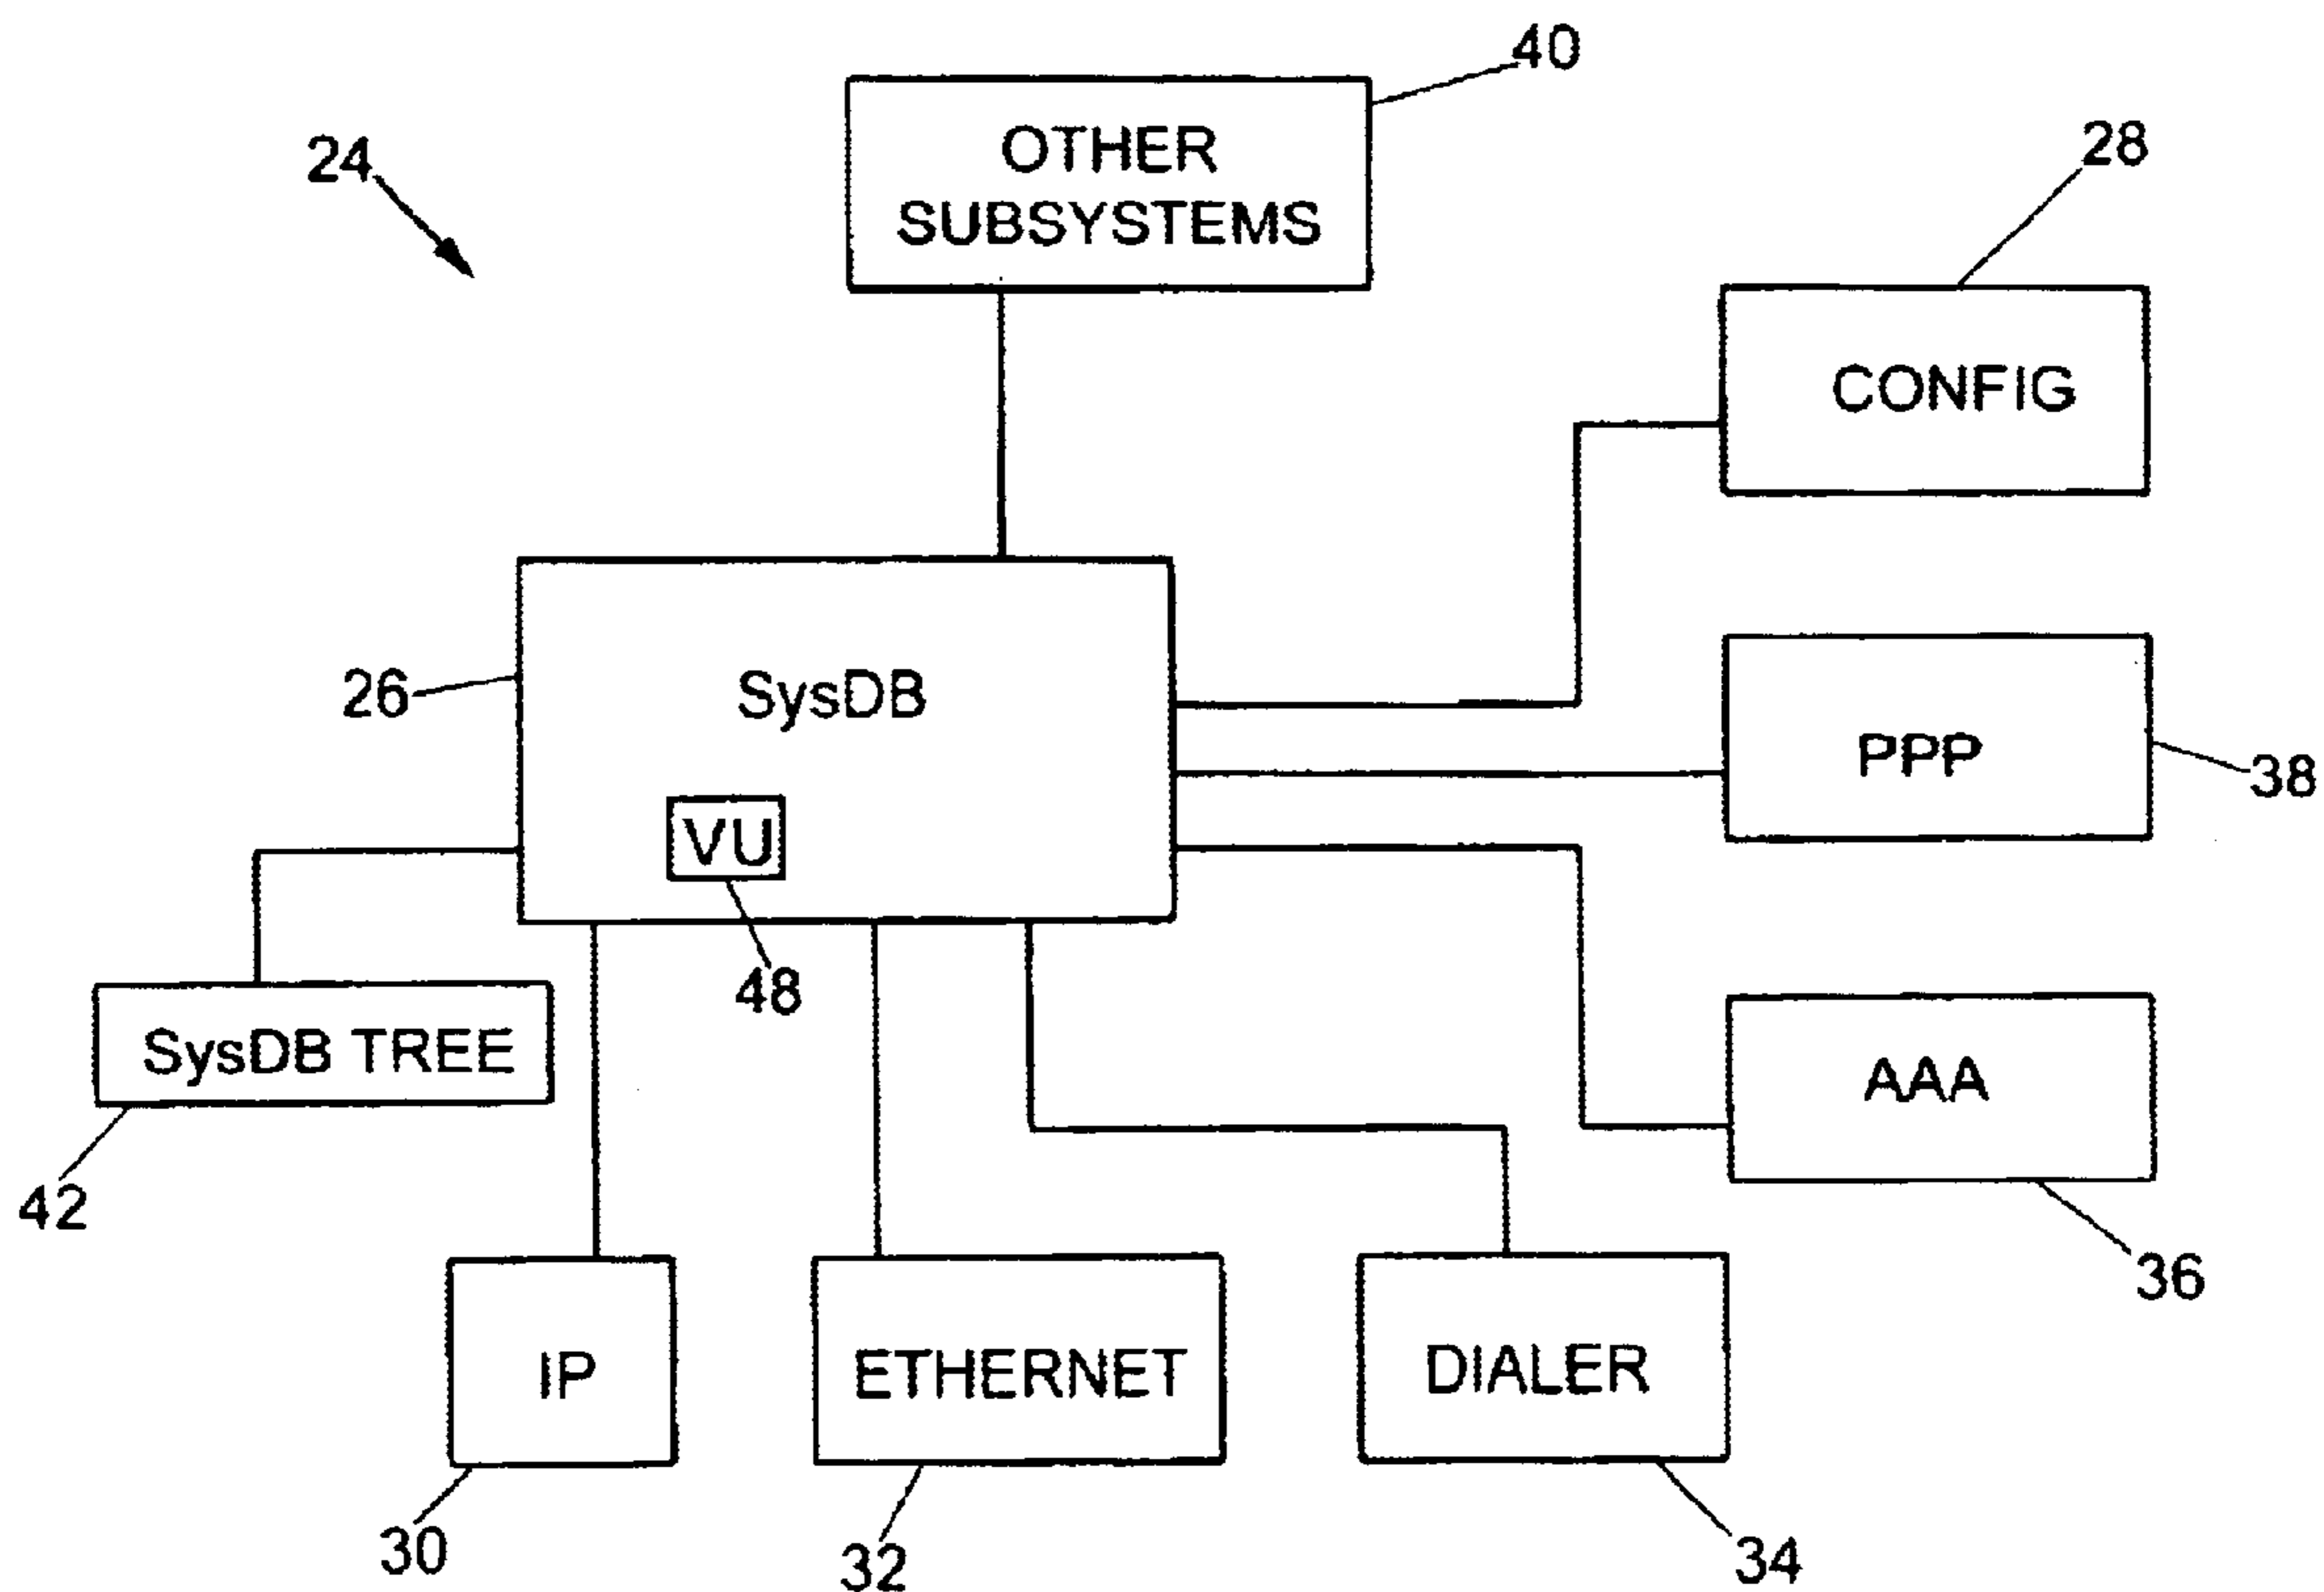 40
OTHER
SUBSYSTEMS
24
28
CONFIG
26
SysDB
PPP
38
VU
48
SysDB TREE
42
AAA
36
IP
ETHERNET
DIALER
30
32
34